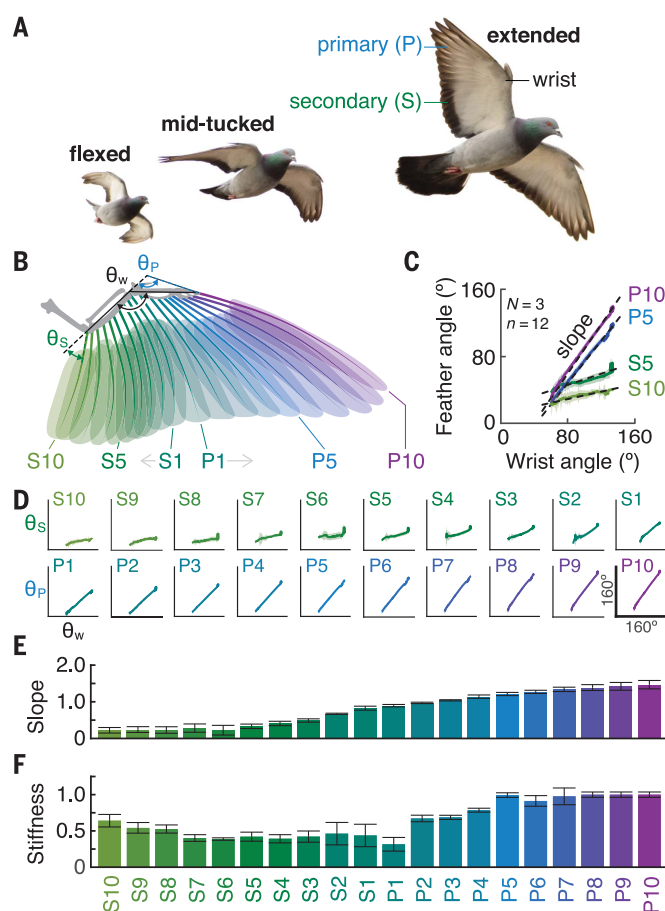 A
primary (P)
extended
wrist
secondary (S)
mid-tucked
flexed
B
θP
θw
θS
S10
S5
S1
P1
P5
P10
C
Feather angle (º)
160
80
0
N = 3
n = 12
slope
P10
P5
S5
S10
0
80
160
Wrist angle (º)
D
θS
S10 S9 S8 S7 S6 S5 S4 S3 S2 S1
θP
P1 P2 P3 P4 P5 P6 P7 P8 P9 P10
θw
160º
160º
E
Slope
2.0
1.0
0
F
Stiffness
1.0
0.5
0
S10 S9 S8 S7 S6 S5 S4 S3 S2 S1 P1 P2 P3 P4 P5 P6 P7 P8 P9 P10